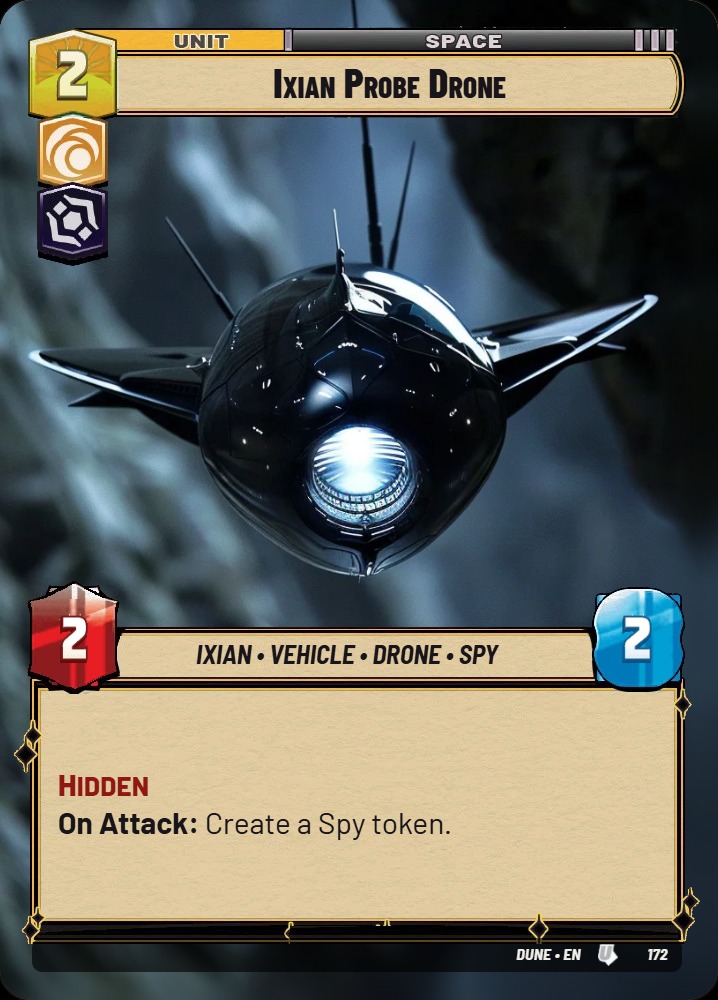 UNIT SPACE
2 IXIAN PROBE DRONE
2 IXIAN • VEHICLE • DRONE • SPY 2
HIDDEN
On Attack: Create a Spy token.
DUNE • EN U 172